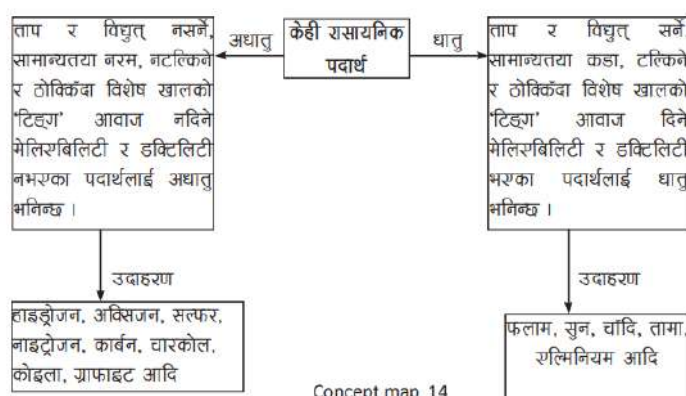 केही रासायनिक
पदार्थ
अधातु
धातु
ताप र विद्युत् नसर्ने,
सामान्यतया नरम, नटल्किने
र ठोक्किँदा विशेष खालको
'टिङ्ग' आवाज नदिने
मेलिएबिलिटी र डक्टिलिटी
नभएका पदार्थलाई अधातु
भनिन्छ ।
उदाहरण
हाइड्रोजन, अक्सिजन, सल्फर,
नाइट्रोजन, कार्बन, चारकोल,
कोइला, ग्राफाइट आदि
ताप र विद्युत् सर्ने
सामान्यतया कडा, टल्किने
र ठोक्किँदा विशेष खालको
'टिङ्ग' आवाज दिने
मेलिएबिलिटी र डक्टिलिटी
भएका पदार्थलाई धातु
भनिन्छ ।
उदाहरण
फलाम, सुन, चाँदि, तामा,
एल्मिनियम आदि
Concept map 14